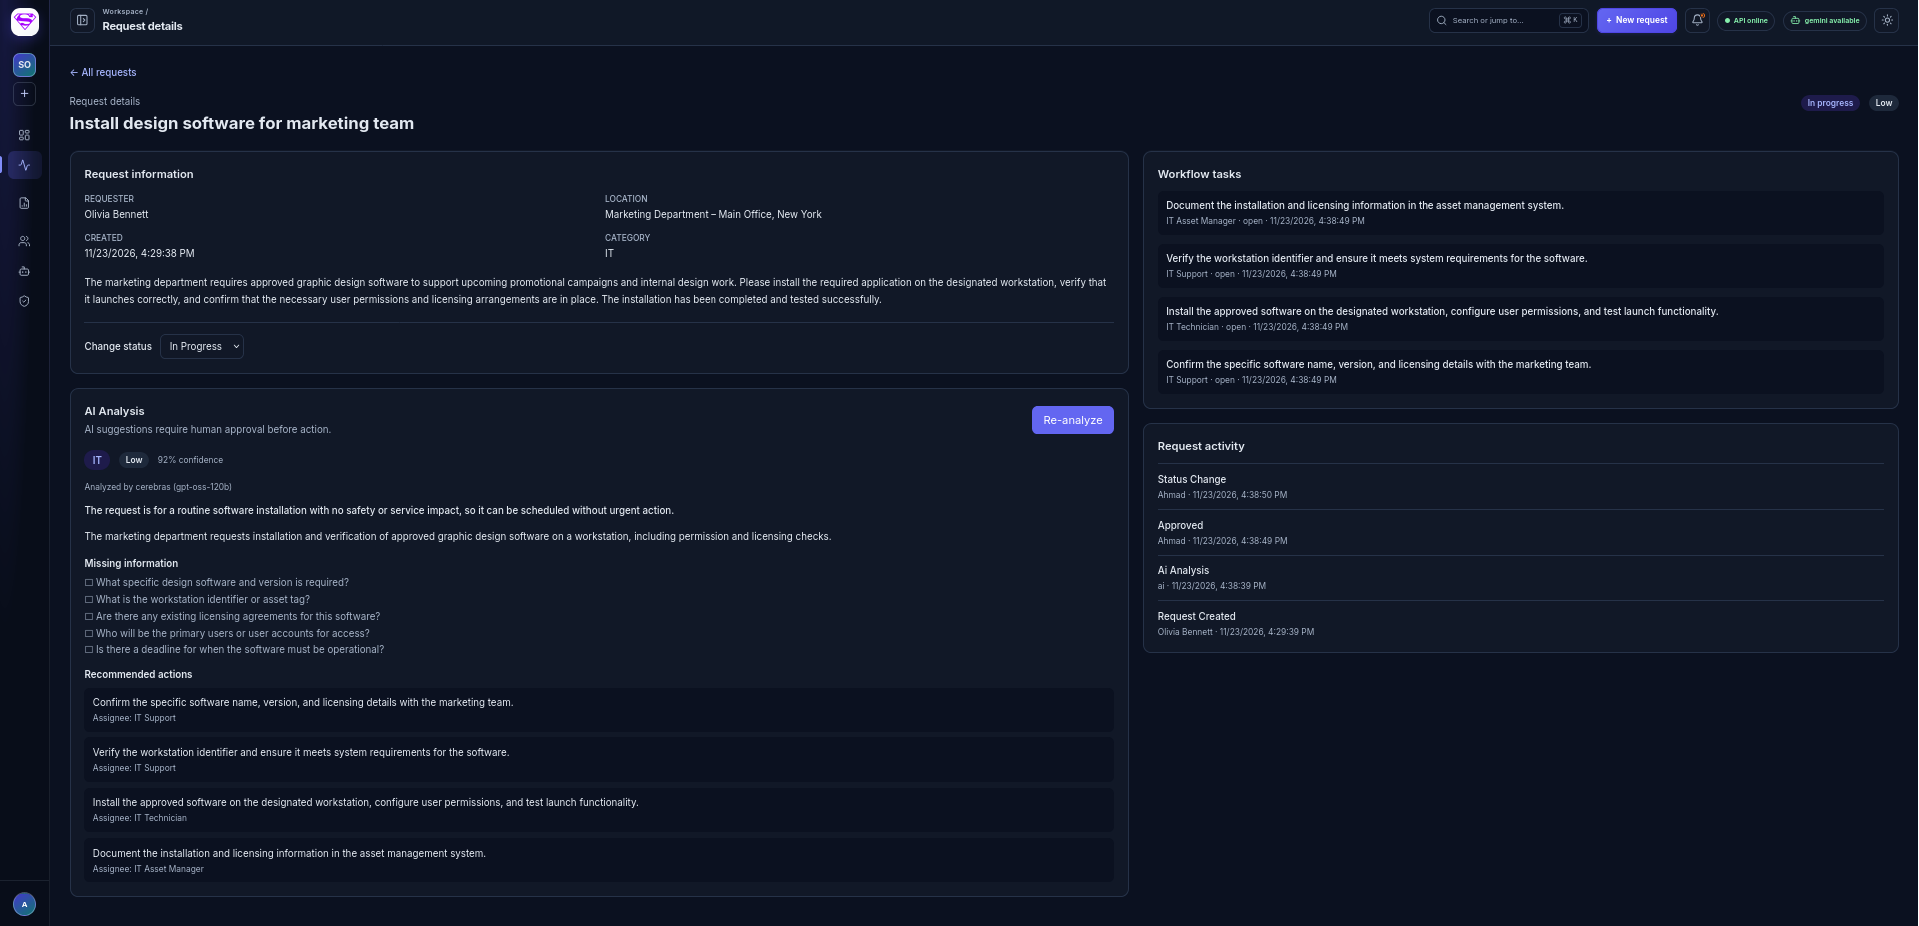 Workspace /
Request details
Search or jump to...
⌘ K
+ New request
API online
gemini available
SO
+
← All requests
Request details
Install design software for marketing team
In progress
Low
Request information
REQUESTER
Olivia Bennett
LOCATION
Marketing Department – Main Office, New York
CREATED
11/23/2026, 4:29:38 PM
CATEGORY
IT
The marketing department requires approved graphic design software to support upcoming promotional campaigns and internal design work. Please install the required application on the designated workstation, verify that
it launches correctly, and confirm that the necessary user permissions and licensing arrangements are in place. The installation has been completed and tested successfully.
Change status
In Progress
AI Analysis
AI suggestions require human approval before action.
Re-analyze
IT
Low
92% confidence
Analyzed by cerebras (gpt-oss-120b)
The request is for a routine software installation with no safety or service impact, so it can be scheduled without urgent action.
The marketing department requests installation and verification of approved graphic design software on a workstation, including permission and licensing checks.
Missing information
☐ What specific design software and version is required?
☐ What is the workstation identifier or asset tag?
☐ Are there any existing licensing agreements for this software?
☐ Who will be the primary users or user accounts for access?
☐ Is there a deadline for when the software must be operational?
Recommended actions
Confirm the specific software name, version, and licensing details with the marketing team.
Assignee: IT Support
Verify the workstation identifier and ensure it meets system requirements for the software.
Assignee: IT Support
Install the approved software on the designated workstation, configure user permissions, and test launch functionality.
Assignee: IT Technician
Document the installation and licensing information in the asset management system.
Assignee: IT Asset Manager
Workflow tasks
Document the installation and licensing information in the asset management system.
IT Asset Manager · open · 11/23/2026, 4:38:49 PM
Verify the workstation identifier and ensure it meets system requirements for the software.
IT Support · open · 11/23/2026, 4:38:49 PM
Install the approved software on the designated workstation, configure user permissions, and test launch functionality.
IT Technician · open · 11/23/2026, 4:38:49 PM
Confirm the specific software name, version, and licensing details with the marketing team.
IT Support · open · 11/23/2026, 4:38:49 PM
Request activity
Status Change
Ahmad · 11/23/2026, 4:38:50 PM
Approved
Ahmad · 11/23/2026, 4:38:49 PM
Ai Analysis
ai · 11/23/2026, 4:38:39 PM
Request Created
Olivia Bennett · 11/23/2026, 4:29:39 PM
A